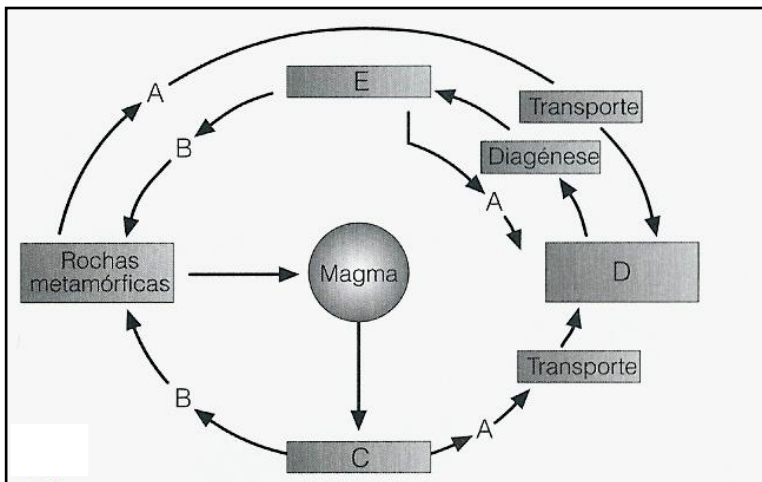 A
E
Transporte
B
Diagénese
A
Rochas
metamórficas
Magma
D
Transporte
B
A
C